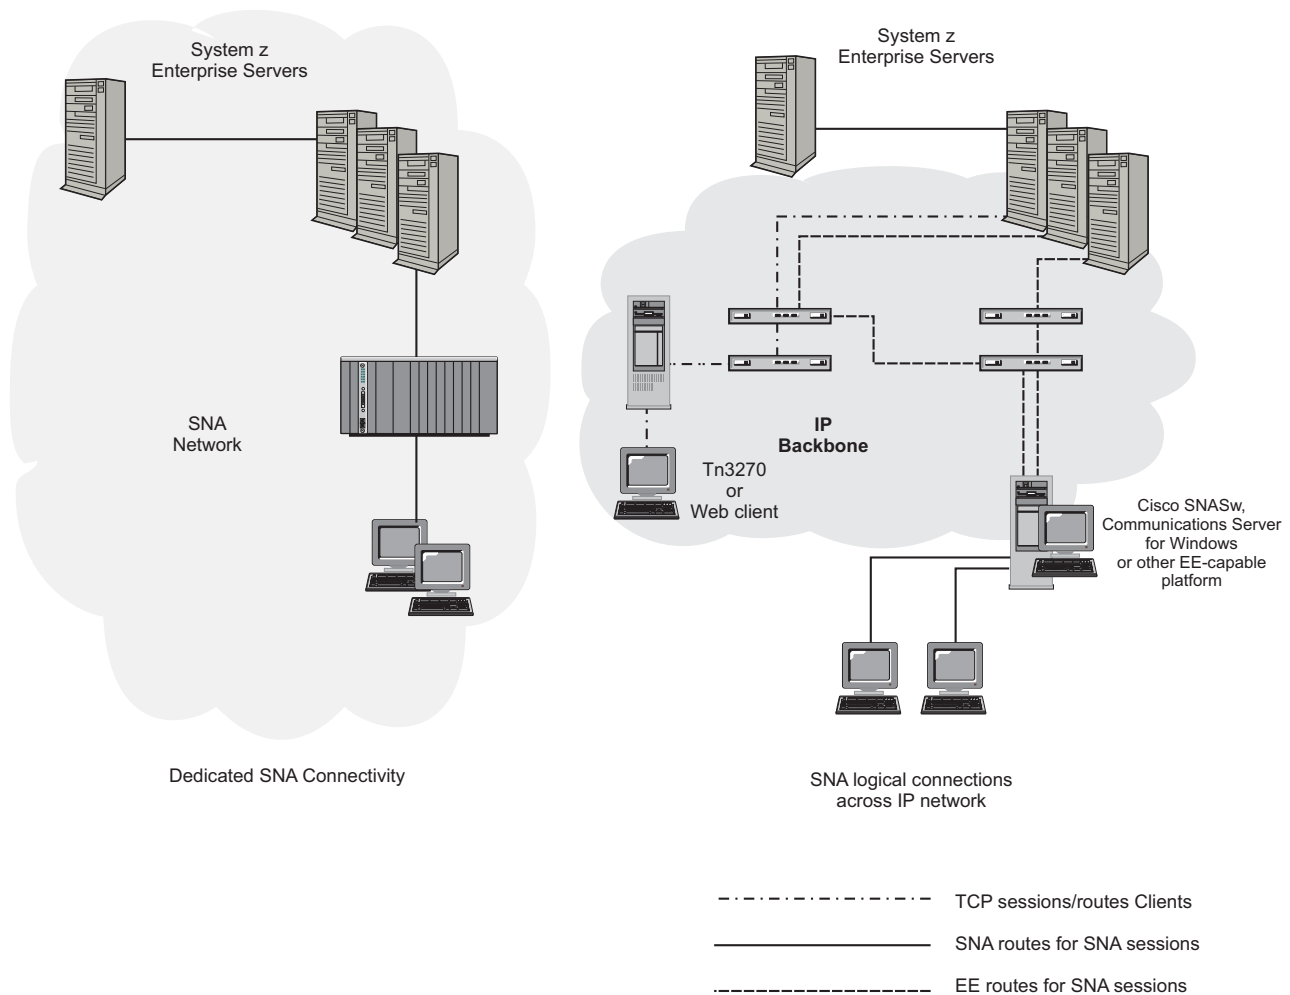 System z
Enterprise Servers
SNA
Network
Dedicated SNA Connectivity
System z
Enterprise Servers
IP
Backbone
Tn3270
or
Web client
Cisco SNASw,
Communications Server
for Windows
or other EE-capable
platform
SNA logical connections
across IP network
TCP sessions/routes Clients
SNA routes for SNA sessions
EE routes for SNA sessions